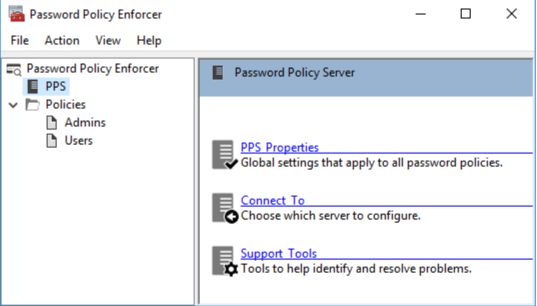 Password Policy Enforcer
File Action View Help
Password Policy Enforcer
PPS
Policies
Admins
Users
Password Policy Server
PPS Properties
Global settings that apply to all password policies.
Connect To
Choose which server to configure.
Support Tools
Tools to help identify and resolve problems.